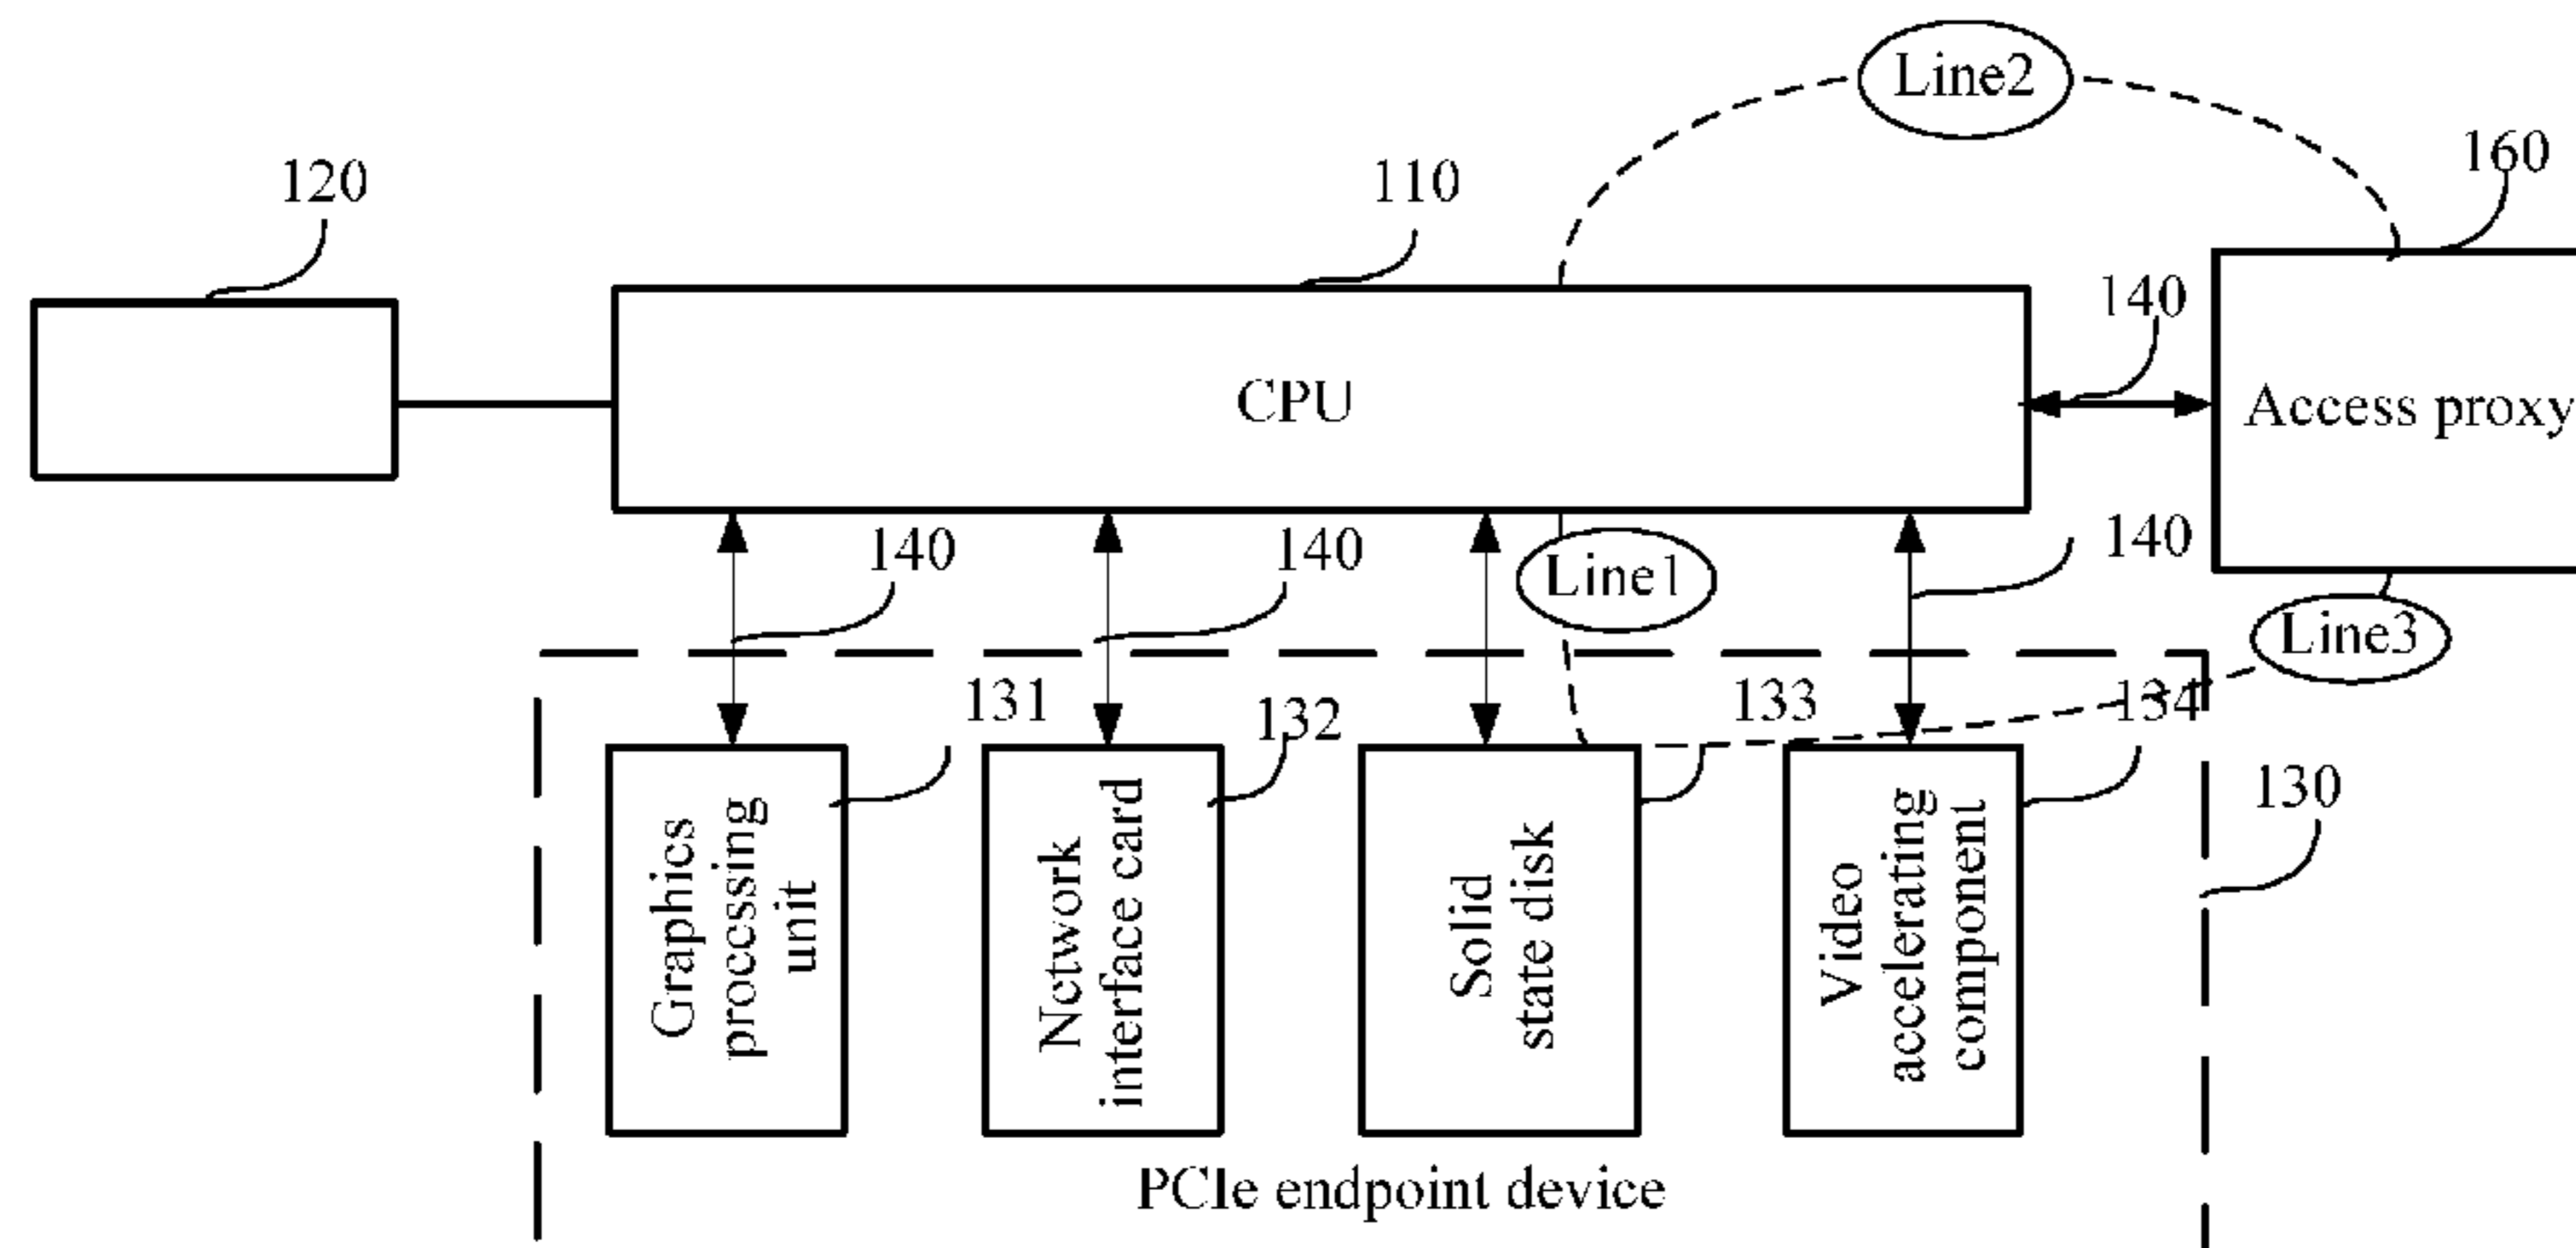 Line2
160
120
110
140
CPU
Access proxy
140
140
Line1
140
Line3
131
132
133
134
130
Graphics
processing
unit
Network
interface card
Solid
state disk
Video
accelerating
component
PCIe endpoint device